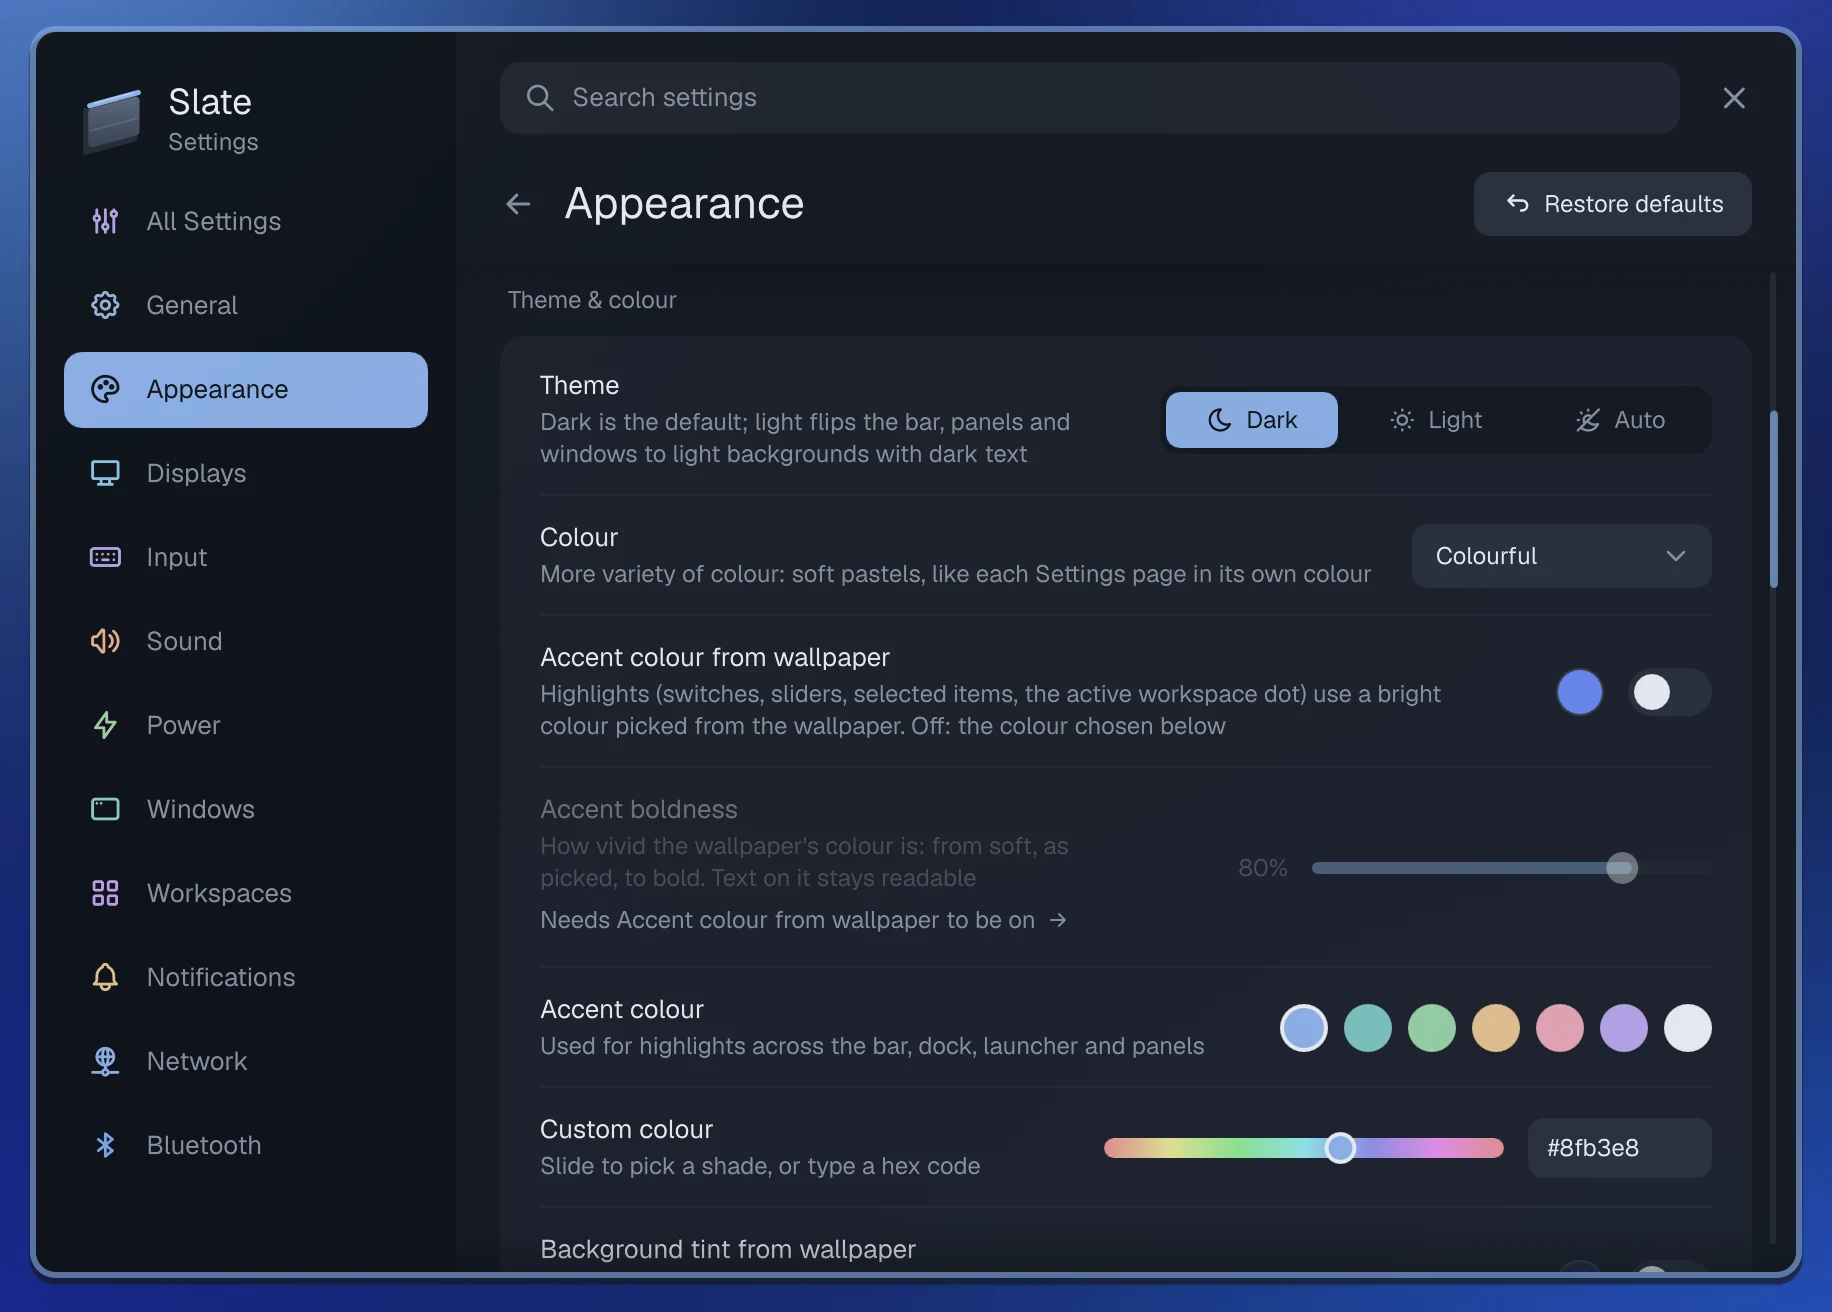 Slate
Settings
All Settings
General
Appearance
Displays
Input
Sound
Power
Windows
Workspaces
Notifications
Network
Bluetooth
Search settings
Appearance
Restore defaults
Theme & colour
Theme
Dark is the default; light flips the bar, panels and
windows to light backgrounds with dark text
Dark
Light
Auto
Colour
More variety of colour: soft pastels, like each Settings page in its own colour
Colourful
Accent colour from wallpaper
Highlights (switches, sliders, selected items, the active workspace dot) use a bright
colour picked from the wallpaper. Off: the colour chosen below
Accent boldness
How vivid the wallpaper's colour is: from soft, as
picked, to bold. Text on it stays readable
80%
Needs Accent colour from wallpaper to be on →
Accent colour
Used for highlights across the bar, dock, launcher and panels
Custom colour
Slide to pick a shade, or type a hex code
#8fb3e8
Background tint from wallpaper